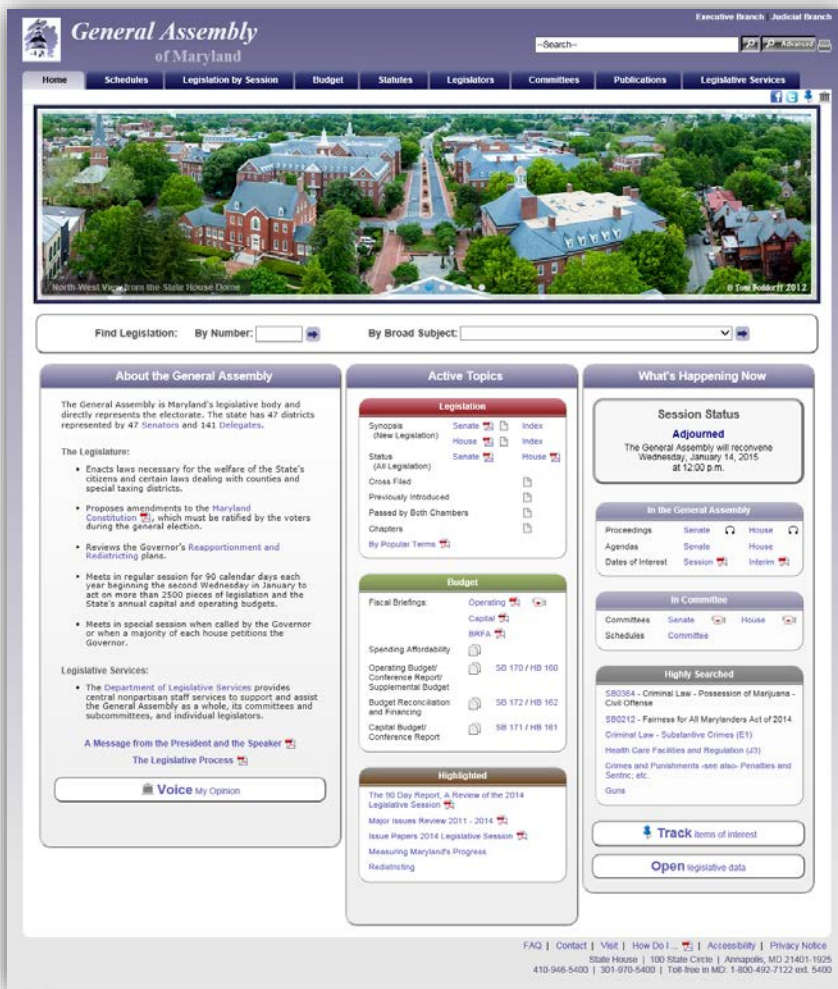 Executive Branch Judicial Branch
General Assembly
of Maryland
--Search--
Advanced
Home Schedules Legislation by Session Budget Statutes Legislators Committees Publications Legislative Services
North-West View from the State House Dome
© Tom Bodderff 2012
Find Legislation: By Number: By Broad Subject:
About the General Assembly
The General Assembly is Maryland's legislative body and
directly represents the electorate. The state has 47 districts
represented by 47 Senators and 141 Delegates.
The Legislature:
• Enacts laws necessary for the welfare of the State's
citizens and certain laws dealing with counties and
special taxing districts.
• Proposes amendments to the Maryland
Constitution, which must be ratified by the voters
during the general election.
• Reviews the Governor's Reapportionment and
Redistricting plans.
• Meets in regular session for 90 calendar days each
year beginning the second Wednesday in January to
act on more than 2500 pieces of legislation and the
State's annual capital and operating budgets.
• Meets in special session when called by the Governor
or when a majority of each house petitions the
Governor.
Legislative Services:
• The Department of Legislative Services provides
central nonpartisan staff services to support and assist
the General Assembly as a whole, its committees and
subcommittees, and individual legislators.
A Message from the President and the Speaker
The Legislative Process
Voice My Opinion
Active Topics
Legislation
Synopsis Senate Index
(New Legislation)
House Index
Status Senate House
(All Legislation)
Cross Filed
Previously Introduced
Passed by Both Chambers
Chapters
By Popular Terms
Budget
Fiscal Briefings: Operating
Capital
BRFA
Spending Affordability
Operating Budget/ SB 170 / HB 160
Conference Report/
Supplemental Budget
Budget Reconciliation SB 172 / HB 162
and Financing
Capital Budget/ SB 171 / HB 161
Conference Report
Highlighted
The 90 Day Report, A Review of the 2014
Legislative Session
Major Issues Review 2011 - 2014
Issue Papers 2014 Legislative Session
Measuring Maryland's Progress
Redistricting
What's Happening Now
Session Status
Adjourned
The General Assembly will reconvene
Wednesday, January 14, 2015
at 12:00 p.m.
In the General Assembly
Proceedings Senate House
Agendas Senate House
Dates of Interest Session Interim
In Committee
Committees Senate House
Schedules Committee
Highly Searched
SB0364 - Criminal Law - Possession of Marijuana -
Civil Offense
SB0212 - Fairness for All Marylanders Act of 2014
Criminal Law - Substantive Crimes (E1)
Health Care Facilities and Regulation (J3)
Crimes and Punishments -see also- Penalties and
Sentnc; etc.
Guns
Track items of interest
Open legislative data
FAQ | Contact | Visit | How Do I ... | Accessibility | Privacy Notice
State House | 100 State Circle | Annapolis, MD 21401-1925
410-946-5400 | 301-970-5400 | Toll-free in MD: 1-800-492-7122 ext. 5400